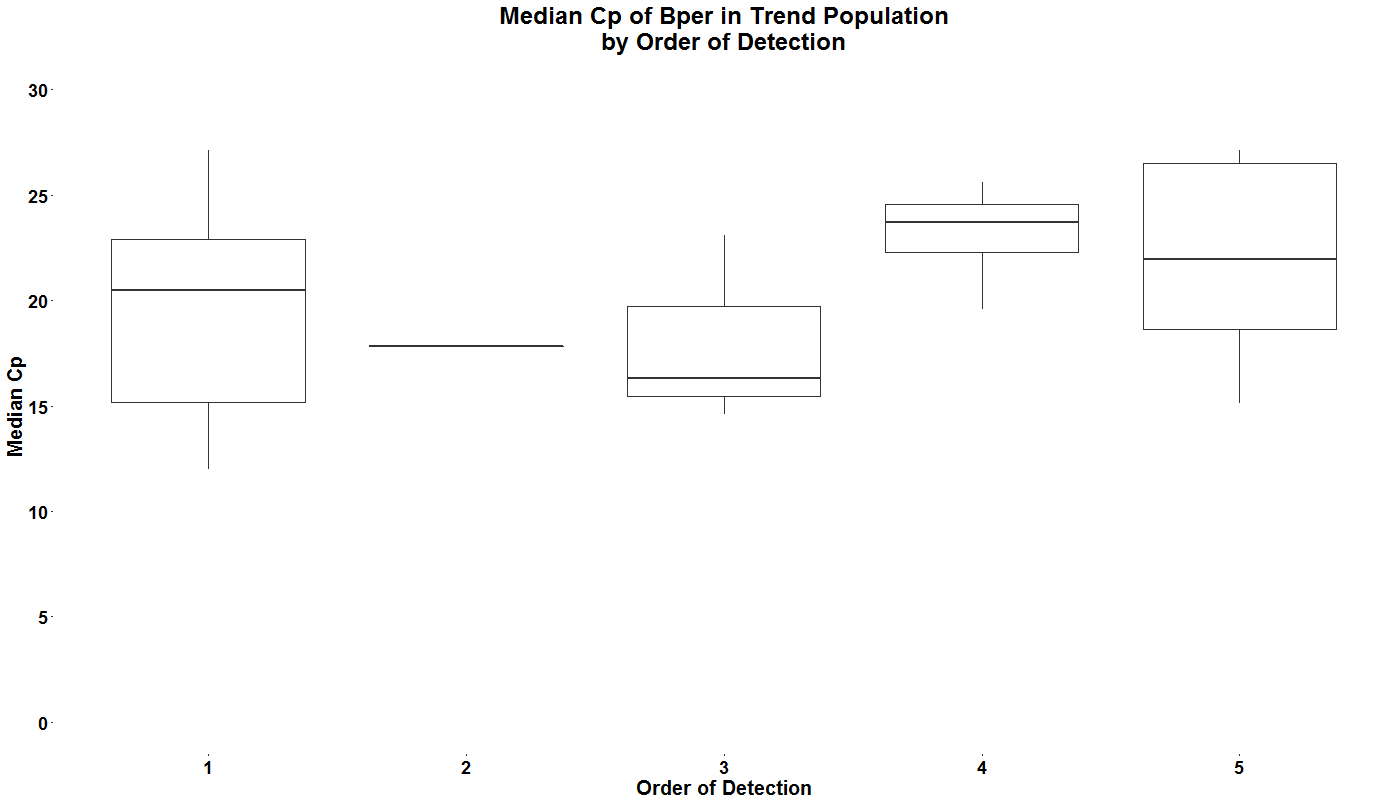 Median Cp of Bper in Trend Population
by Order of Detection
30
25
20
15
10
5
0
Median Cp
1 2 3 4 5
Order of Detection